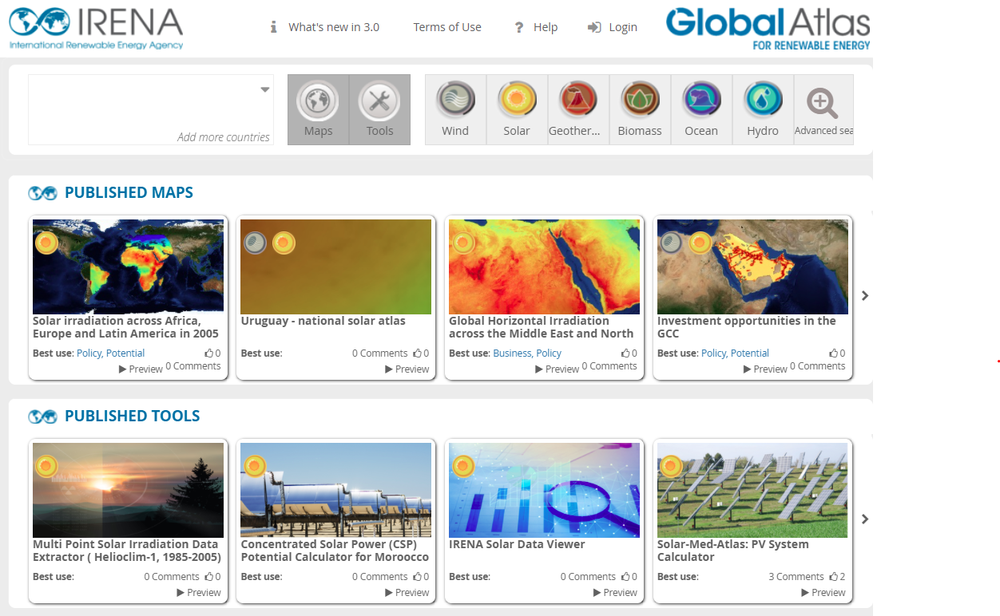 IRENA
International Renewable Energy Agency
What's new in 3.0
Terms of Use
? Help
Login
GlobalAtlas
FOR RENEWABLE ENERGY
Add more countries
Maps
Tools
Wind
Solar
Geother...
Biomass
Ocean
Hydro
Advanced sea
PUBLISHED MAPS
Solar irradiation across Africa,
Europe and Latin America in 2005
Best use: Policy, Potential
0
Preview
0 Comments
Uruguay - national solar atlas
Best use:
0 Comments
0
Preview
Global Horizontal Irradiation
across the Middle East and North
Best use: Business, Policy
0
Preview
0 Comments
Investment opportunities in the
GCC
Best use: Policy, Potential
0
Preview
0 Comments
PUBLISHED TOOLS
Multi Point Solar Irradiation Data
Extractor ( Helioclim-1, 1985-2005)
Best use:
0 Comments
0
Preview
Concentrated Solar Power (CSP)
Potential Calculator for Moroocco
Best use:
0 Comments
0
Preview
IRENA Solar Data Viewer
Best use:
0 Comments
0
Preview
Solar-Med-Atlas: PV System
Calculator
Best use:
3 Comments
2
Preview